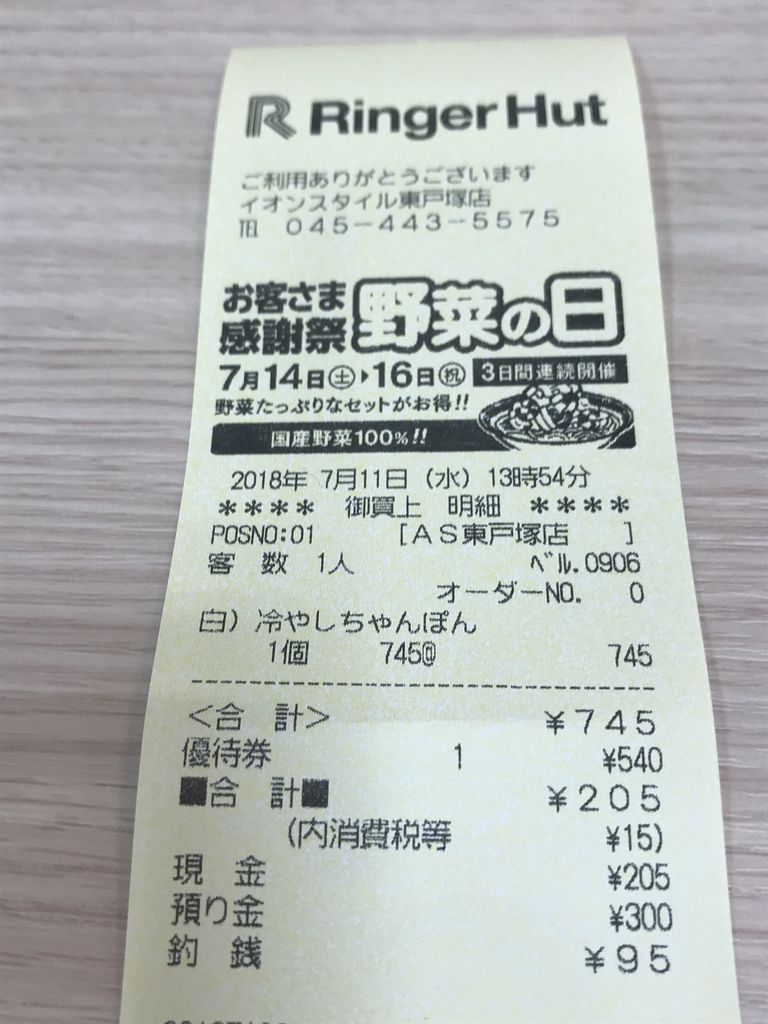 R RingerHut
ご利用ありがとうございます
イオンスタイル東戸塚店
℡ 045-443-5575
お客さま感謝祭 野菜の日
7月14日㊏▸16日㊗ 3日間連続開催
野菜たっぷりなセットがお得!!
国産野菜100%!!
2018年 7月11日 (水) 13時54分
**** 御買上 明細 ****
POSNO:01 [AS東戸塚店 ]
客 数 1人 ベル.0906
オーダーNO. 0
白) 冷やしちゃんぽん
1個 745@ 745
<合 計> ¥745
優待券 1 ¥540
■合 計■ ¥205
(内消費税等 ¥15)
現 金 ¥205
預り金 ¥300
釣 銭 ¥95